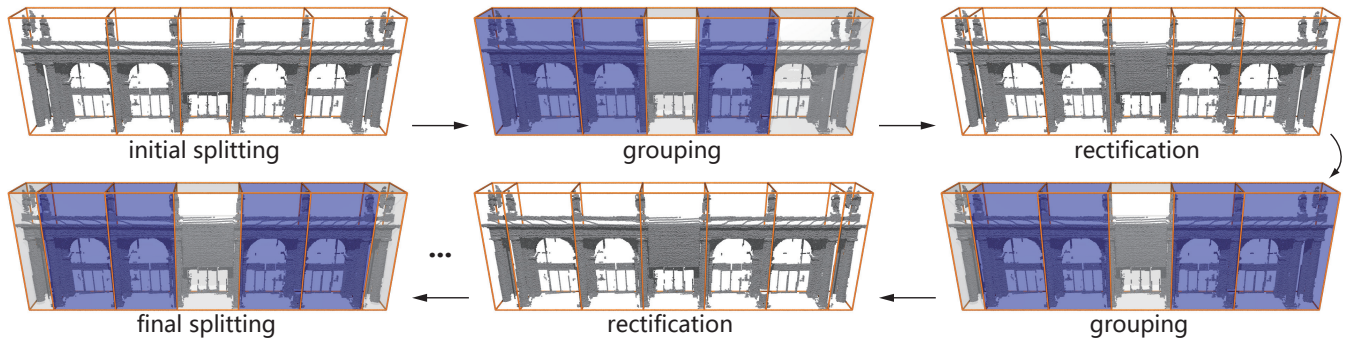 initial splitting
grouping
rectification
final splitting
...
rectification
grouping